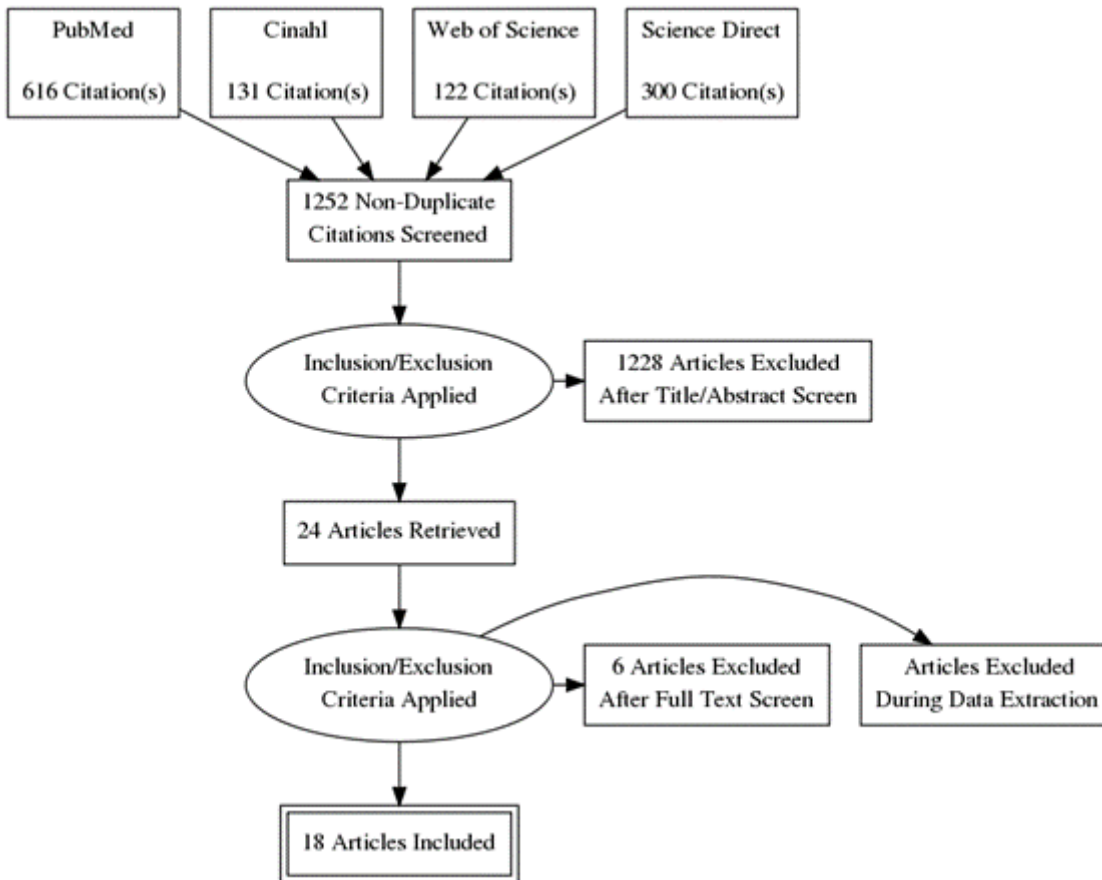 PubMed
616 Citation(s)
Cinahl
131 Citation(s)
Web of Science
122 Citation(s)
Science Direct
300 Citation(s)
1252 Non-Duplicate
Citations Screened
Inclusion/Exclusion
Criteria Applied
1228 Articles Excluded
After Title/Abstract Screen
24 Articles Retrieved
Inclusion/Exclusion
Criteria Applied
6 Articles Excluded
After Full Text Screen
Articles Excluded
During Data Extraction
18 Articles Included